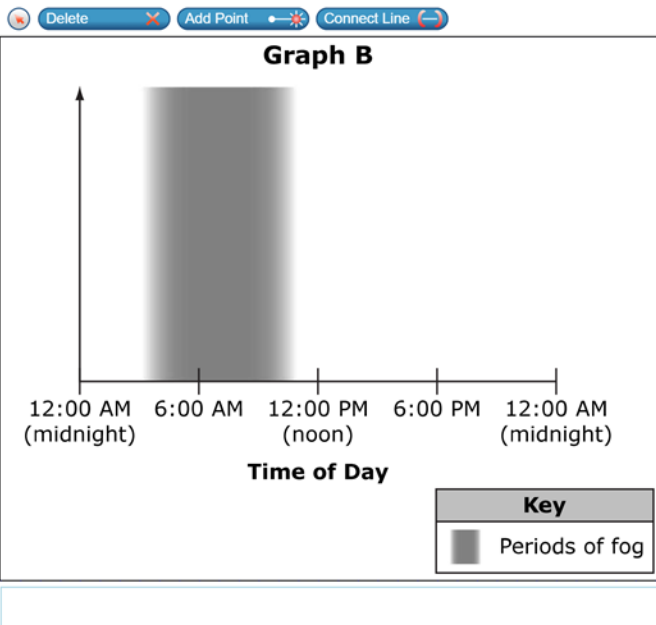 Delete Add Point Connect Line
Graph B
12:00 AM 6:00 AM 12:00 PM 6:00 PM 12:00 AM
(midnight) (noon) (midnight)
Time of Day
Key
Periods of fog